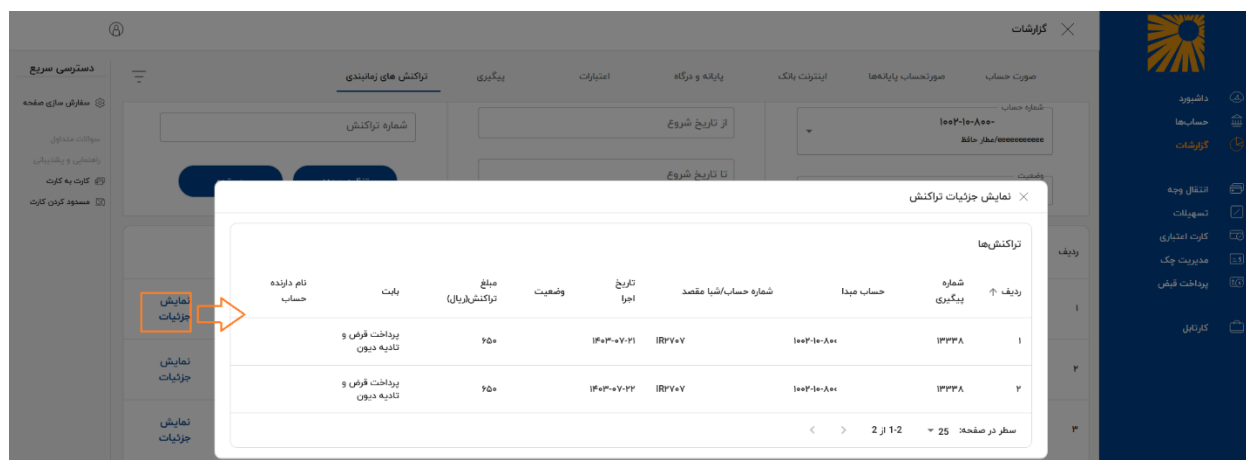 گزارشات
داشبورد
حساب‌ها
گزارشات
انتقال وجه
تسهیلات
کارت اعتباری
مدیریت چک
پرداخت قبض
کارتابل
صورت حساب
صورتحساب پایانه‌ها
اینترنت بانک
پایانه و درگاه
اعتبارات
پیگیری
تراکنش های زمانبندی
شماره حساب
۱۰۰۲-۱۰-۸۰۰-
eeeeeeeeeee/عطار حافظ
از تاریخ شروع
شماره تراکنش
وضعیت
تا تاریخ شروع
دسترسی سریع
سفارش سازی صفحه
سوالات متداول
راهنمایی و پشتیبانی
کارت به کارت
مسدود کردن کارت
ردیف
۱
نمایش
جزئیات
۲
نمایش
جزئیات
۳
نمایش
جزئیات
نمایش جزئیات تراکنش
تراکنش‌ها
ردیف
شماره
پیگیری
حساب مبدا
شماره حساب/شبا مقصد
تاریخ
اجرا
وضعیت
مبلغ
تراکنش(ریال)
بابت
نام دارنده
حساب
۱
۱۳۳۳۸
۱۰۰۲-۱۰-۸۰۰
IR۲۷۰۷
۱۴۰۳-۰۷-۲۱
۶۵۰
پرداخت قرض و
تادیه دیون
۲
۱۳۳۳۸
۱۰۰۲-۱۰-۸۰۰
IR۲۷۰۷
۱۴۰۳-۰۷-۲۲
۶۵۰
پرداخت قرض و
تادیه دیون
سطر در صفحه: 25
1-2 از 2